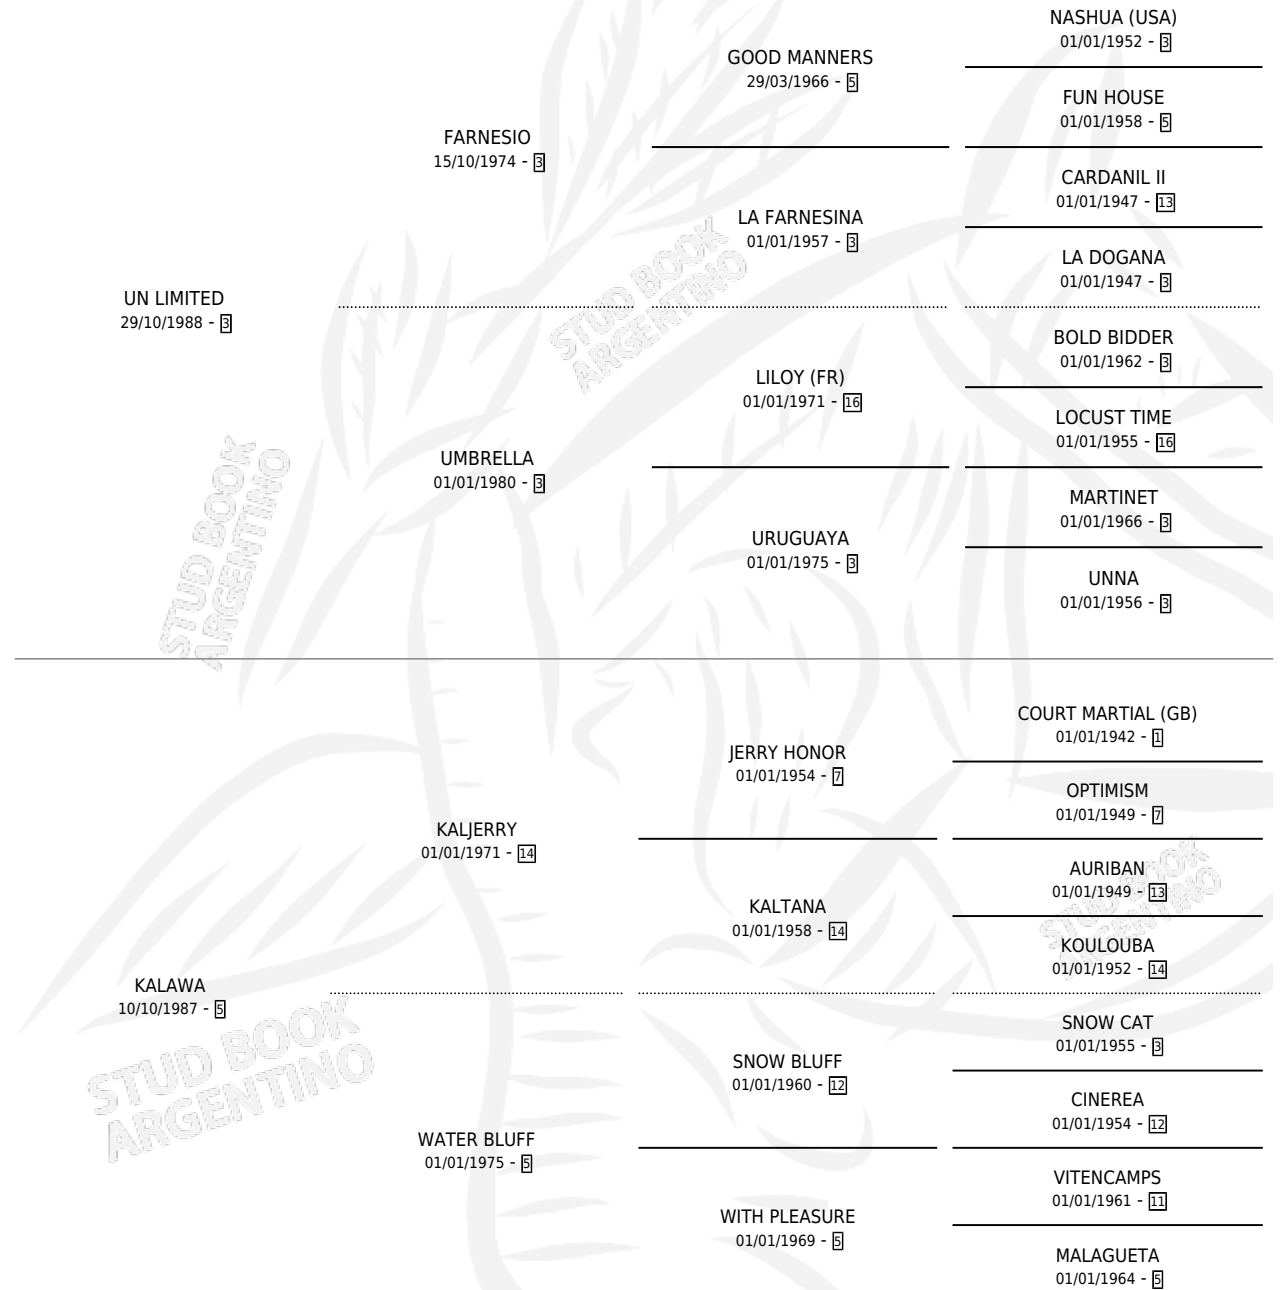 NASHUA (USA)
01/01/1952 - 3
GOOD MANNERS
29/03/1966 - 5
FUN HOUSE
01/01/1958 - 5
FARNESIO
15/10/1974 - 3
CARDANIL II
01/01/1947 - 13
LA FARNESINA
01/01/1957 - 3
LA DOGANA
01/01/1947 - 3
STUD BOOK
ARGENTINO
UN LIMITED
29/10/1988 - 3
BOLD BIDDER
01/01/1962 - 3
LILOY (FR)
01/01/1971 - 16
LOCUST TIME
01/01/1955 - 16
UMBRELLA
01/01/1980 - 3
MARTINET
01/01/1966 - 3
URUGUAYA
01/01/1975 - 3
UNNA
01/01/1956 - 3
STUD BOOK
ARGENTINO
COURT MARTIAL (GB)
01/01/1942 - 1
JERRY HONOR
01/01/1954 - 7
OPTIMISM
01/01/1949 - 7
KALJERRY
01/01/1971 - 14
AURIBAN
01/01/1949 - 13
KALTANA
01/01/1958 - 14
KOULOUBA
01/01/1952 - 14
STUD BOOK
ARGENTINO
KALAWA
10/10/1987 - 5
SNOW CAT
01/01/1955 - 3
SNOW BLUFF
01/01/1960 - 12
CINEREA
01/01/1954 - 12
STUD BOOK
ARGENTINO
WATER BLUFF
01/01/1975 - 5
VITENCAMPS
01/01/1961 - 11
WITH PLEASURE
01/01/1969 - 5
MALAGUETA
01/01/1964 - 5